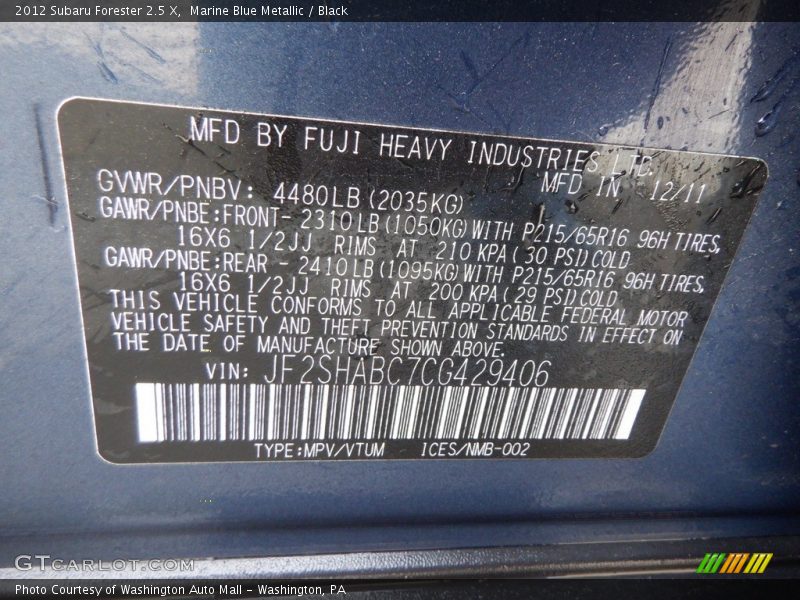 2012 Subaru Forester 2.5 X,  Marine Blue Metallic / Black
MFD BY FUJI HEAVY INDUSTRIES LTD.
MFD IN 12/11
GVWR/PNBV: 4480LB (2035KG)
GAWR/PNBE:FRONT- 2310LB(1050KG) WITH P215/65R16 96H TIRES,
16X6 1/2JJ RIMS AT 210 KPA ( 30 PSI)COLD
GAWR/PNBE:REAR - 2410LB(1095KG) WITH P215/65R16 96H TIRES,
16X6 1/2JJ RIMS AT 200 KPA (29 PSI)COLD
THIS VEHICLE CONFORMS TO ALL APPLICABLE FEDERAL MOTOR
VEHICLE SAFETY AND THEFT PREVENTION STANDARDS IN EFFECT ON
THE DATE OF MANUFACTURE SHOWN ABOVE.
VIN: JF2SHABC7CG429406
TYPE:MPV/VTUM ICES/NMB-002
GTCARLOT.COM
Photo Courtesy of Washington Auto Mall – Washington, PA